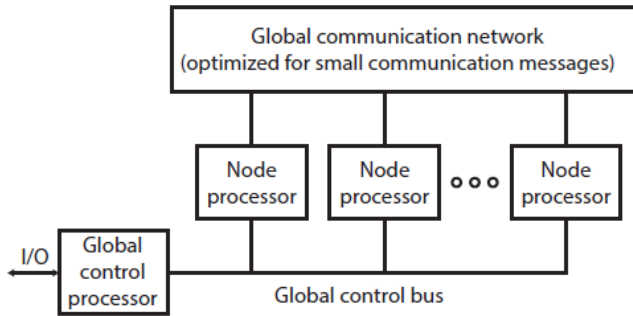 Global communication network
(optimized for small communication messages)
Node
processor
Node
processor
Node
processor
I/O
Global
control
processor
Global control bus